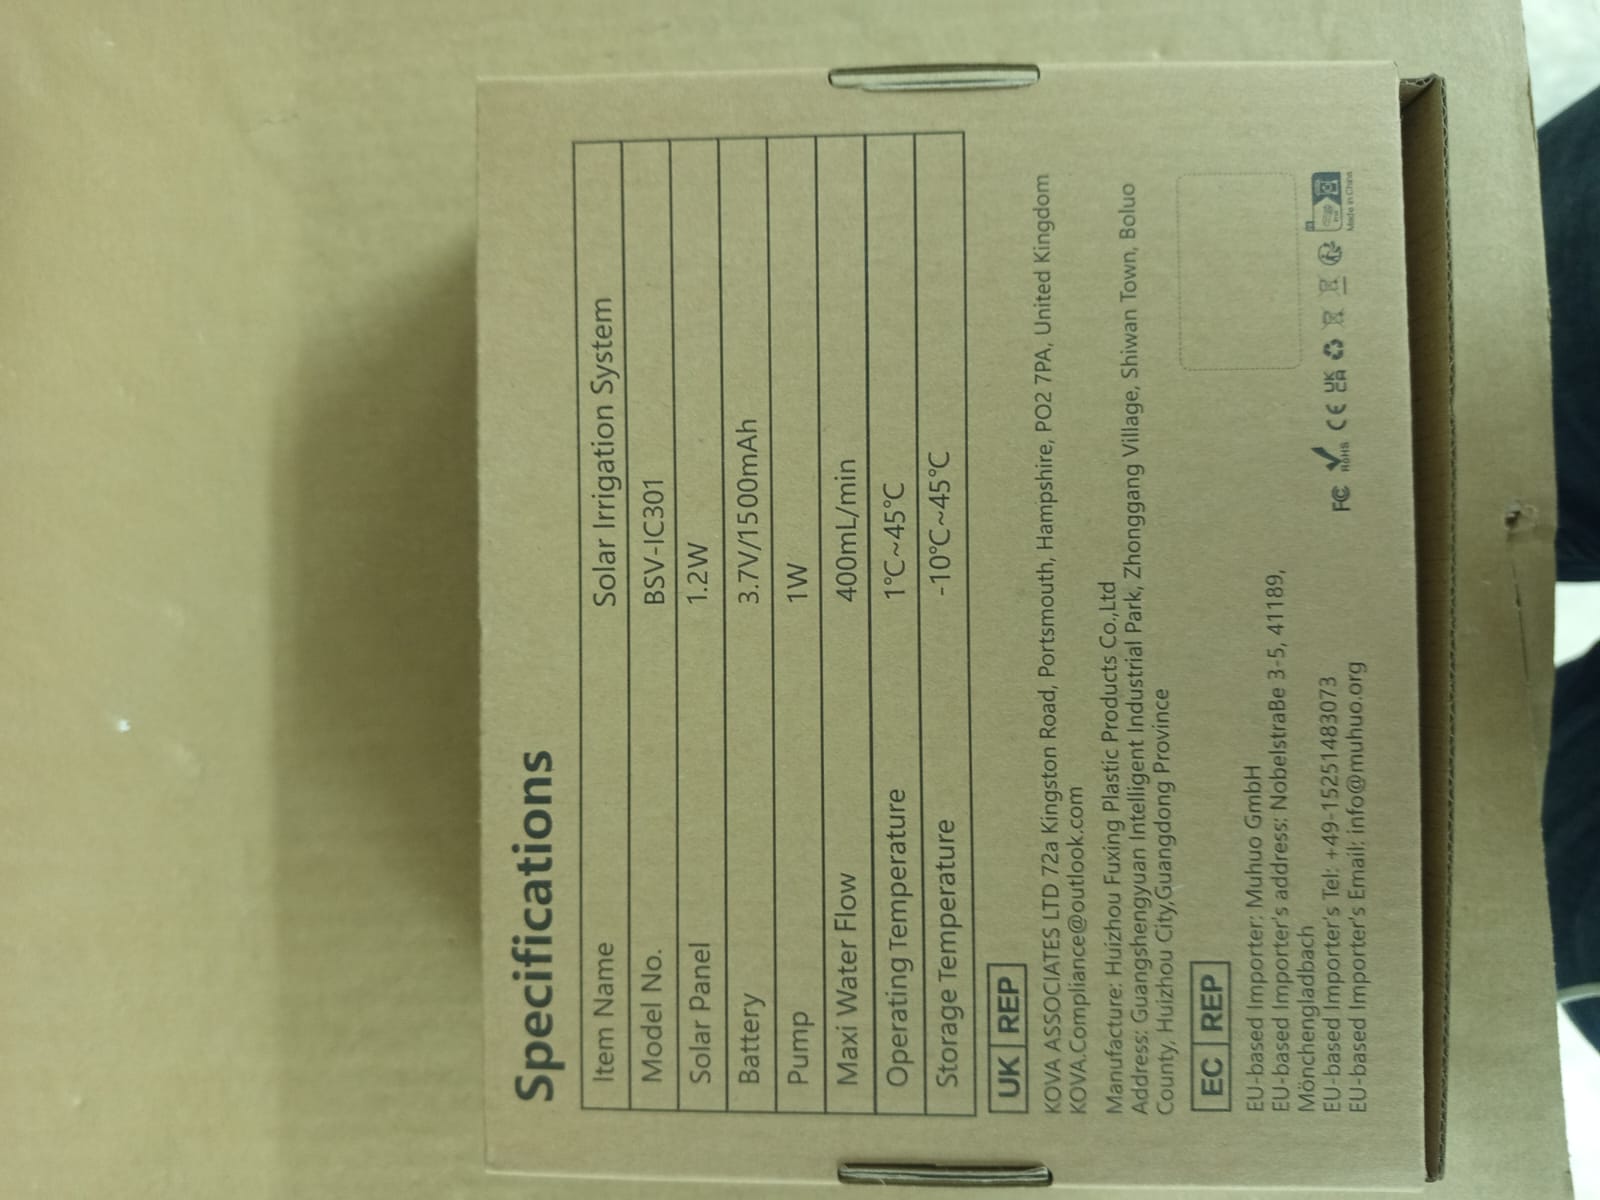 Specifications
Item Name Solar Irrigation System
Model No. BSV-IC301
Solar Panel 1.2W
Battery 3.7V/1500mAh
Pump 1W
Maxi Water Flow 400mL/min
Operating Temperature 1℃~45℃
Storage Temperature -10℃~45℃
UK REP
KOVA ASSOCIATES LTD 72a Kingston Road, Portsmouth, Hampshire, PO2 7PA, United Kingdom
KOVA.Compliance@outlook.com
Manufacture: Huizhou Fuxing Plastic Products Co.,Ltd
Address: Guangshengyuan Intelligent Industrial Park, Zhonggang Village, Shiwan Town, Boluo
County, Huizhou City,Guangdong Province
EC REP
EU-based Importer: Muhuo GmbH
EU-based Importer's address: NobelstraBe 3-5, 41189,
Mönchengladbach
EU-based Importer's Tel: +49-15251483073
EU-based Importer's Email: info@muhuo.org
FC RoHS CE UK CA
Made in China